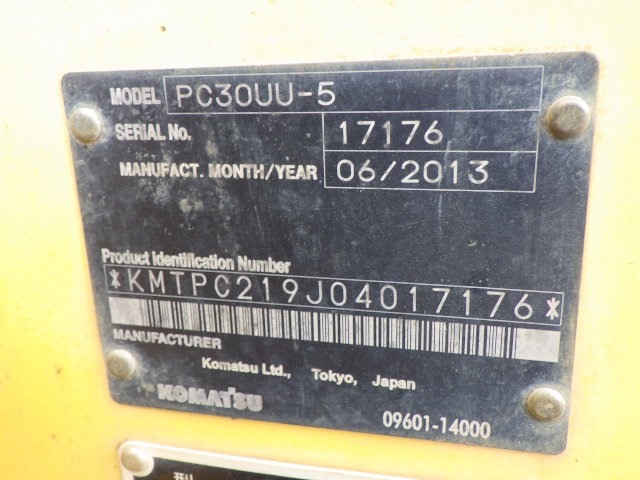 MODEL PC30UU-5
SERIAL No. 17176
MANUFACT. MONTH/YEAR 06/2013
Product Identification Number
*KMTPC219J04017176*
MANUFACTURER
Komatsu Ltd., Tokyo, Japan
KOMATSU
09601-14000